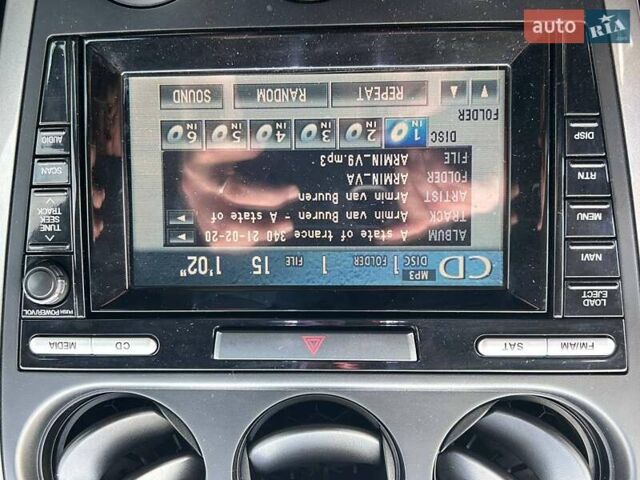 auto RIA
FM/AM
SAT
CD
MEDIA
LOAD EJECT
NAVI
MENU
RTN
DISP
PUSH POWER/VOL
TUNE SEEK TRACK
SCAN
AUDIO
CD MP3 DISC 1 FOLDER 1 FILE 15 1'02"
ALBUM A state of trance 340 21-02-20
TRACK Armin van Buuren - A state of
ARTIST Armin van Buuren
FOLDER ARMIN_VA
FILE ARMIN_V9.mp3
DISC 1 IN 2 IN 3 IN 4 IN 5 IN 6 IN
FOLDER
REPEAT RANDOM SOUND